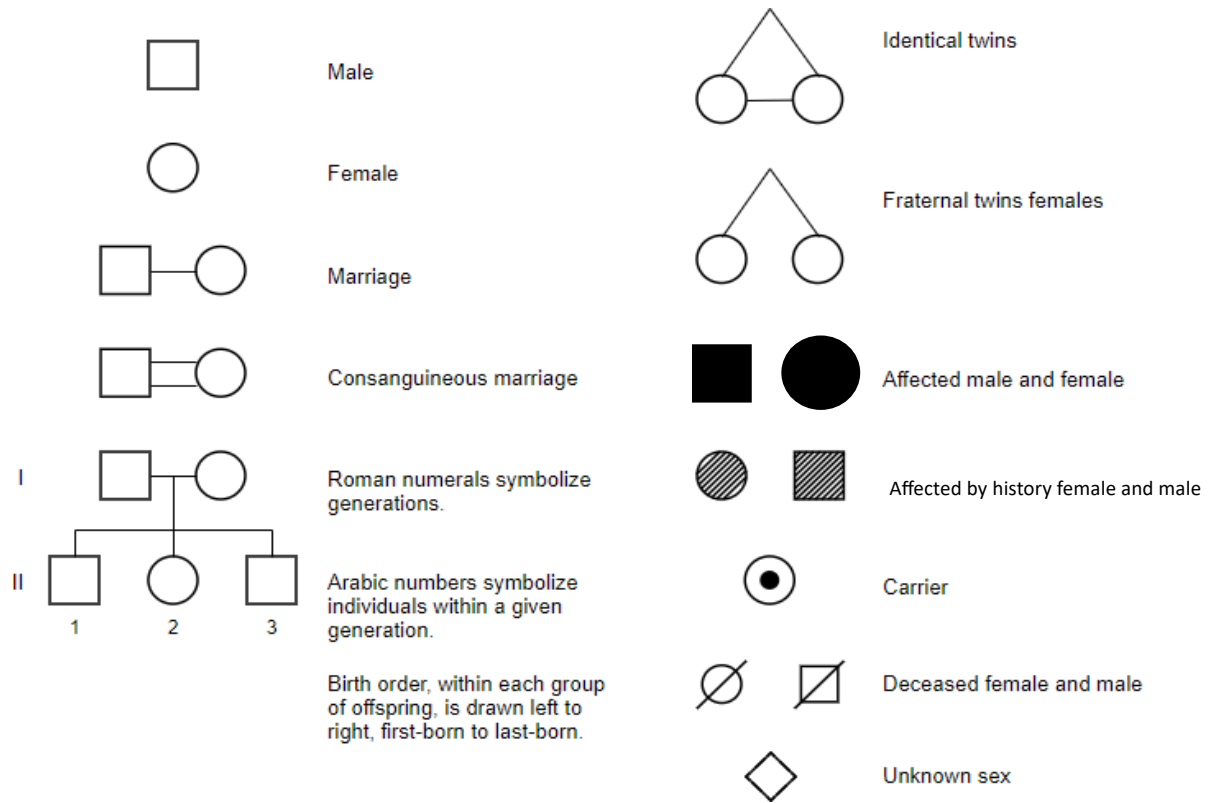 Male
Female
Marriage
Consanguineous marriage
I
Roman numerals symbolize
generations.
II
Arabic numbers symbolize
individuals within a given
generation.
1 2 3
Birth order, within each group
of offspring, is drawn left to
right, first-born to last-born.
Identical twins
Fraternal twins females
Affected male and female
Affected by history female and male
Carrier
Deceased female and male
Unknown sex